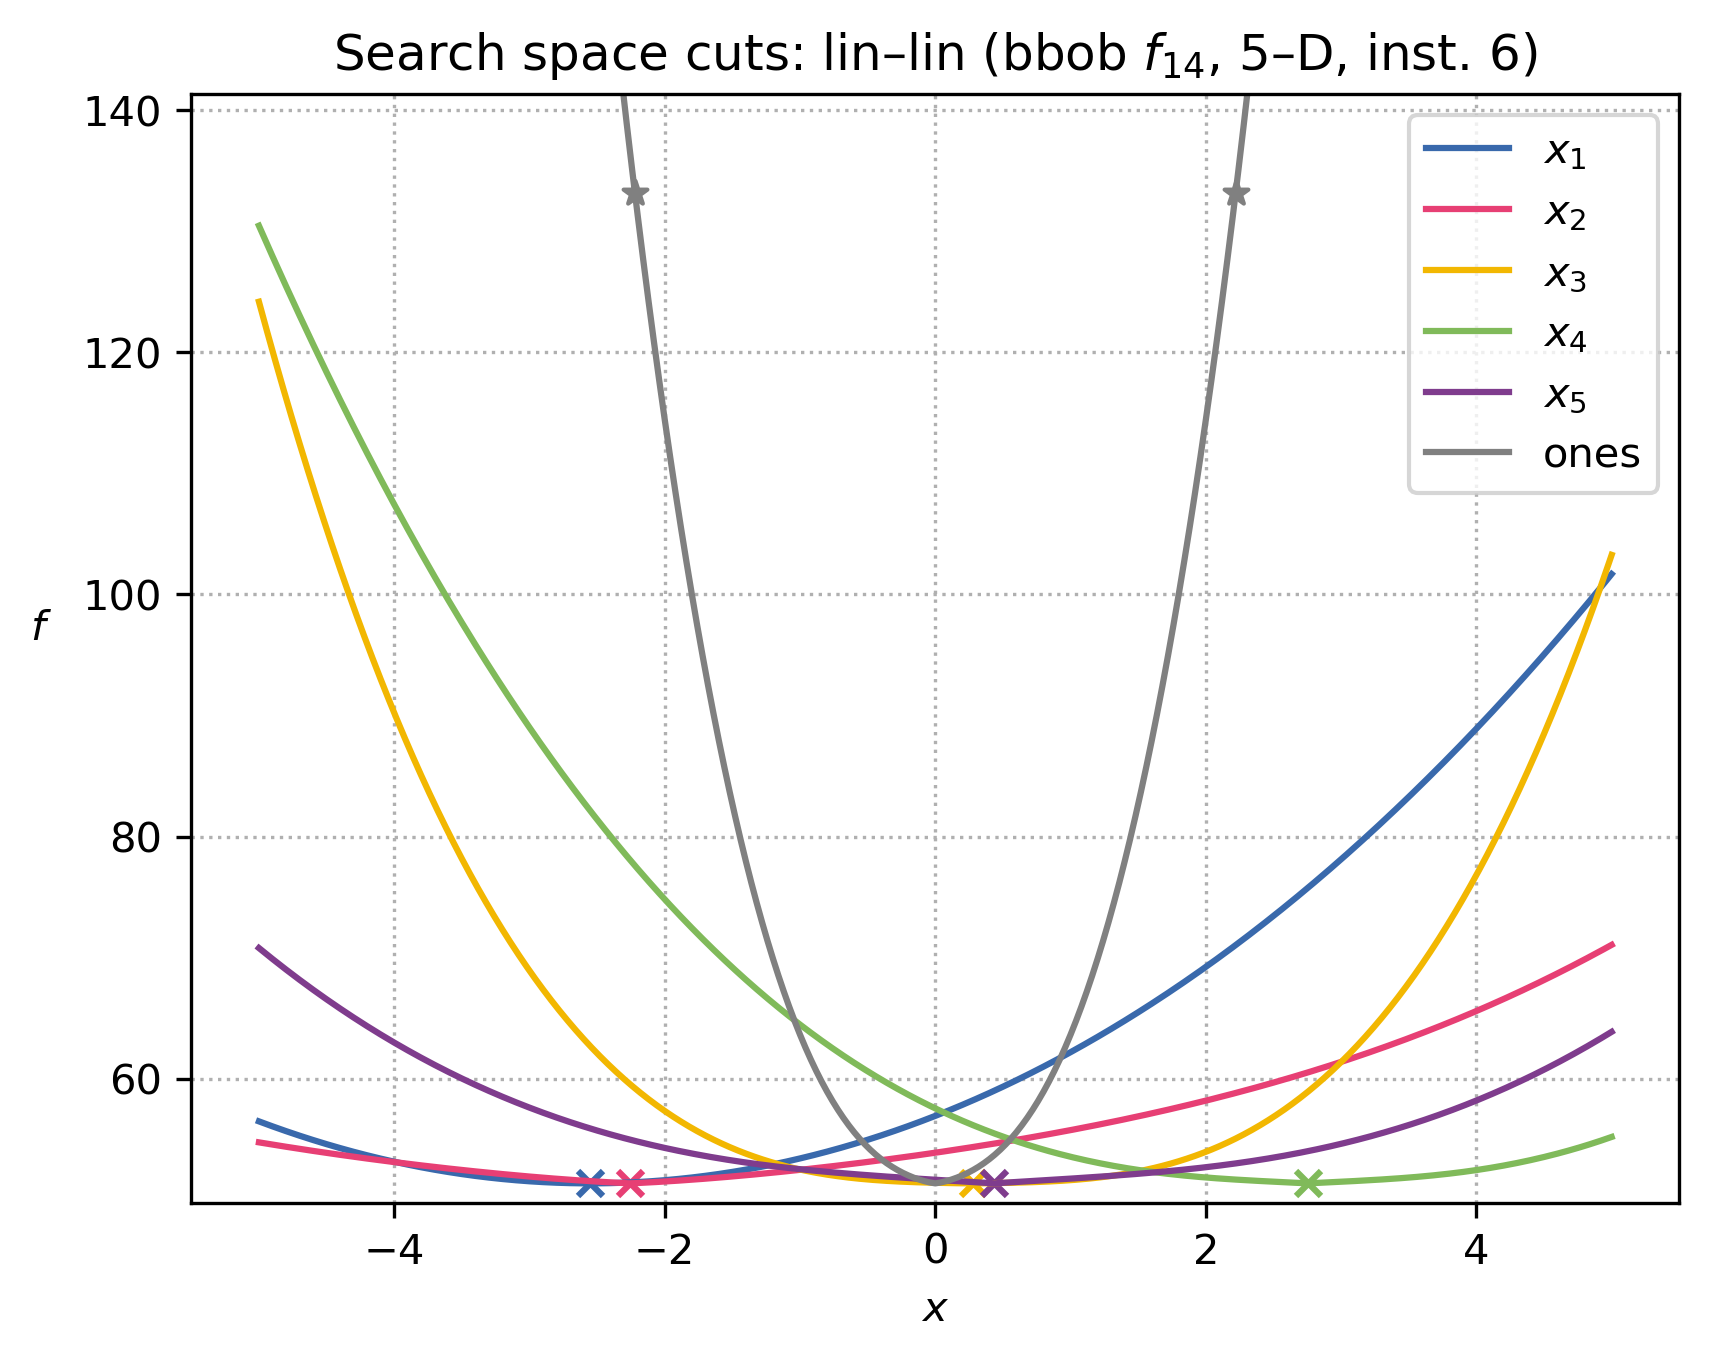 Search space cuts: lin–lin (bbob f₁₄, 5–D, inst. 6)
140
120
100
80
60
f
−4
−2
0
2
4
x
x₁
x₂
x₃
x₄
x₅
ones